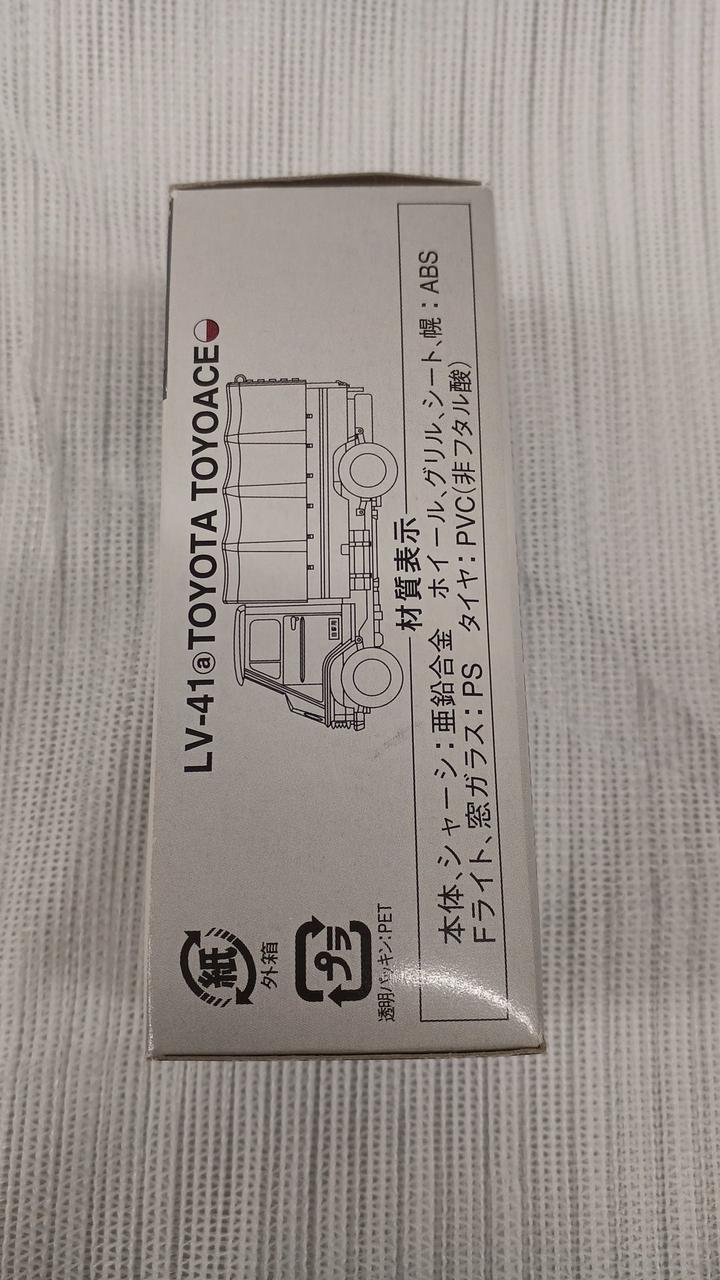 LV-41ⓐTOYOTA TOYOACE
紙
外箱
プラ
透明パッキン:PET
材質表示
本体、シャーシ：亜鉛合金 ホイール、グリル、シート、幌：ABS
Fライト、窓ガラス：PS タイヤ：PVC(非フタル酸)